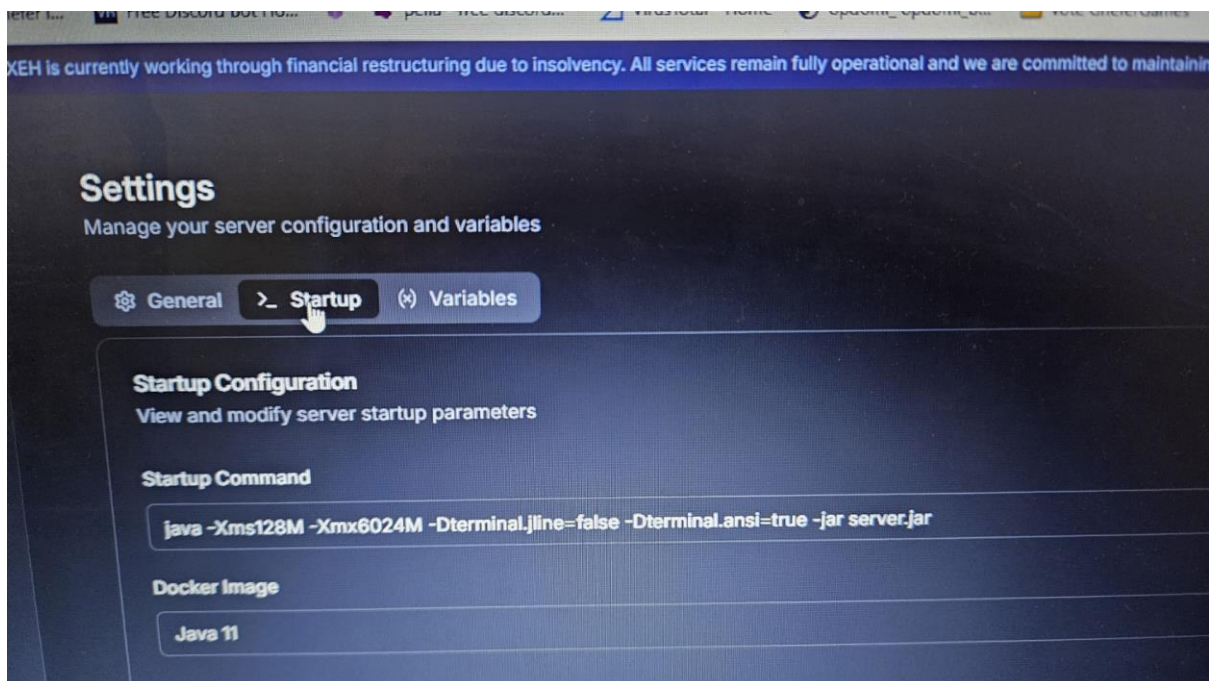 XEH is currently working through financial restructuring due to insolvency. All services remain fully operational and we are committed to
Settings
Manage your server configuration and variables
General >_ Startup (x) Variables
Startup Configuration
View and modify server startup parameters
Startup Command
java -Xms128M -Xmx6024M -Dterminal.jline=false -Dterminal.ansi=true -jar server.jar
Docker Image
Java 11